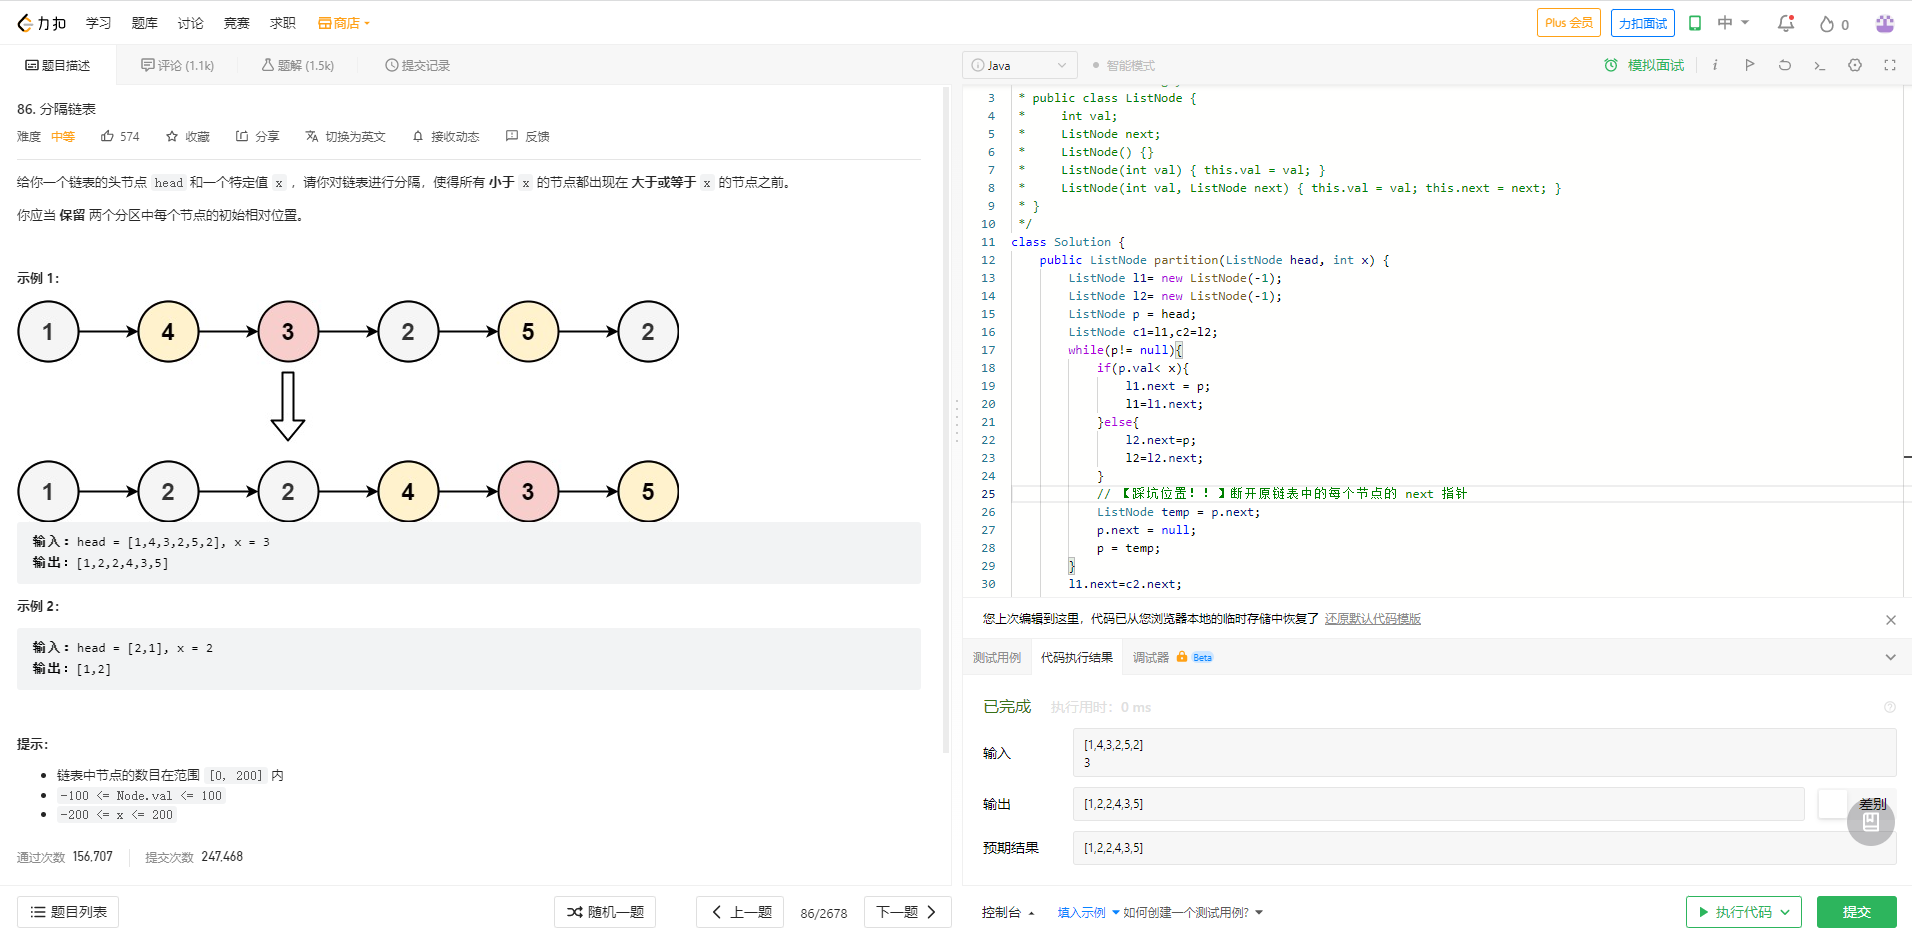 力扣 学习 题库 讨论 竞赛 求职 商店 Plus 会员 力扣面试 中 0
题目描述 评论 (1.1k) 题解 (1.5k) 提交记录
86. 分隔链表
难度 中等 574 收藏 分享 切换为英文 接收动态 反馈
给你一个链表的头节点 head 和一个特定值 x ，请你对链表进行分隔，使得所有 小于 x 的节点都出现在 大于或等于 x 的节点之前。
你应当 保留 两个分区中每个节点的初始相对位置。
示例 1：
1 4 3 2 5 2
1 2 2 4 3 5
输入：head = [1,4,3,2,5,2], x = 3
输出：[1,2,2,4,3,5]
示例 2：
输入：head = [2,1], x = 2
输出：[1,2]
提示：
链表中节点的数目在范围 [0, 200] 内
-100 <= Node.val <= 100
-200 <= x <= 200
通过次数 156,707 提交次数 247,468
题目列表 随机一题 上一题 86/2678 下一题
Java 智能模式 模拟面试
3 * public class ListNode {
4 *     int val;
5 *     ListNode next;
6 *     ListNode() {}
7 *     ListNode(int val) { this.val = val; }
8 *     ListNode(int val, ListNode next) { this.val = val; this.next = next; }
9 * }
10 */
11 class Solution {
12     public ListNode partition(ListNode head, int x) {
13         ListNode l1= new ListNode(-1);
14         ListNode l2= new ListNode(-1);
15         ListNode p = head;
16         ListNode c1=l1,c2=l2;
17         while(p!= null){
18             if(p.val< x){
19                 l1.next = p;
20                 l1=l1.next;
21             }else{
22                 l2.next=p;
23                 l2=l2.next;
24             }
25             // 【踩坑位置！！】断开原链表中的每个节点的 next 指针
26             ListNode temp = p.next;
27             p.next = null;
28             p = temp;
29         }
30         l1.next=c2.next;
您上次编辑到这里，代码已从您浏览器本地的临时存储中恢复了 还原默认代码模版
测试用例 代码执行结果 调试器 Beta
已完成 执行用时：0 ms
输入 [1,4,3,2,5,2]
3
输出 [1,2,2,4,3,5] 差别
预期结果 [1,2,2,4,3,5]
控制台 填入示例 如何创建一个测试用例? 执行代码 提交